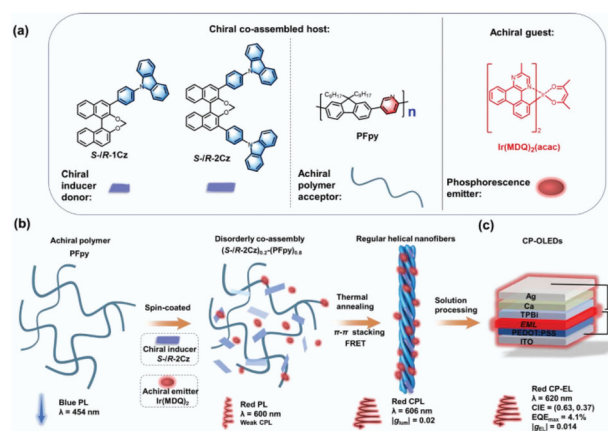 (a)
Chiral co-assembled host:
Achiral guest:
S-/R-1Cz
S-/R-2Cz
C8H17
C8H17
N
n
PFpy
2
Ir(MDQ)2(acac)
Chiral
inducer
donor:
Achiral
polymer
acceptor:
Phosphorescence
emitter:
(b)
(c)
Achiral polymer
PFpy
Disorderly co-assembly
(S-/R-2Cz)0.2-(PFpy)0.8
Regular helical nanofibers
CP-OLEDs
Spin-coated
Chiral inducer
S-/R-2Cz
Achiral emitter
Ir(MDQ)2
Thermal
annealing
π-π stacking
FRET
Solution
processing
Ag
Ca
TPBi
EML
PEDOT:PSS
ITO
Blue PL
λ = 454 nm
Red PL
λ = 600 nm
Weak CPL
Red CPL
λ = 606 nm
|glum| = 0.02
Red CP-EL
λ = 620 nm
CIE = (0.63, 0.37)
EQEmax = 4.1%
|gEL| = 0.014